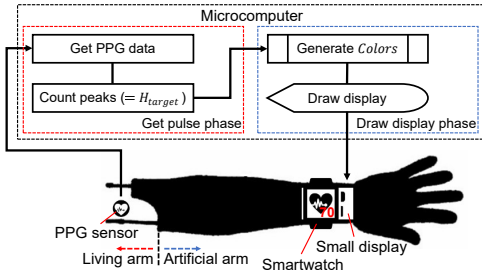 Microcomputer
Get PPG data
Generate Colors
Count peaks (= H_target)
Draw display
Get pulse phase
Draw display phase
70
PPG sensor
Small display
Living arm
Artificial arm
Smartwatch